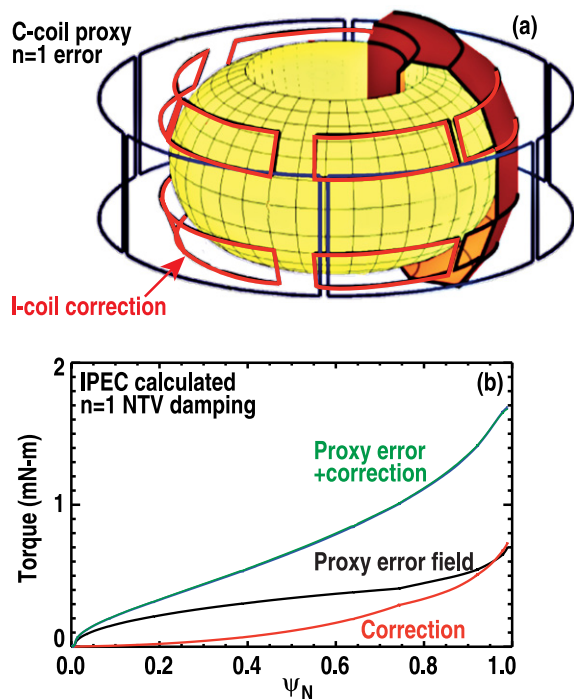 C-coil proxy
n=1 error
(a)
I-coil correction
2
IPEC calculated
n=1 NTV damping
(b)
Proxy error
+correction
1
Torque (mN-m)
Proxy error field
Correction
0
0.0 0.2 0.4 0.6 0.8 1.0
ψN